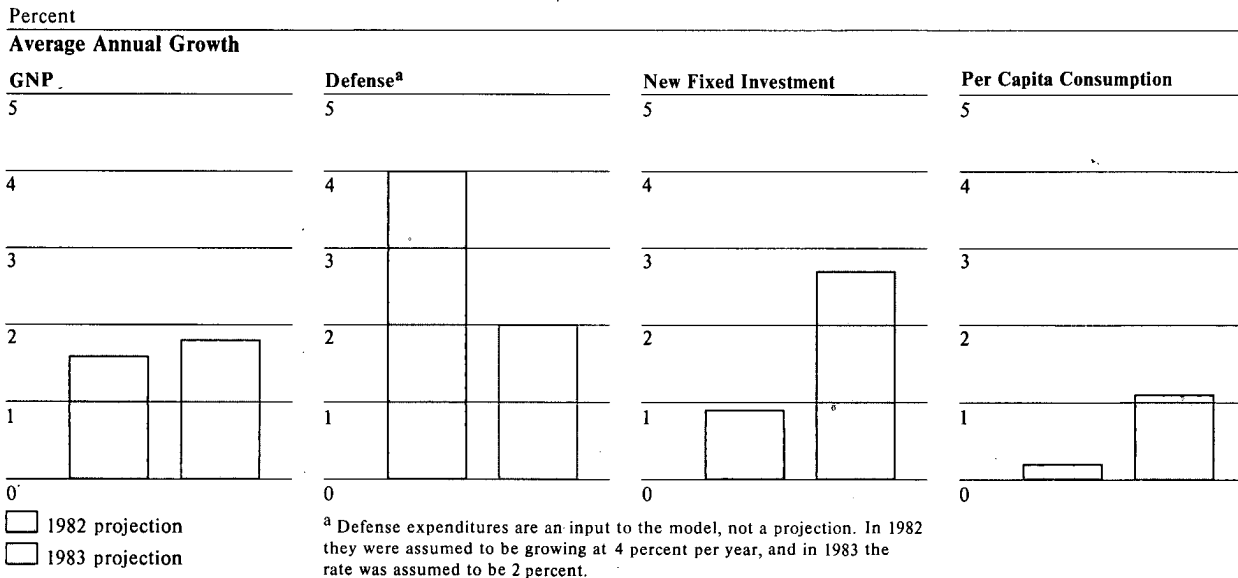 Percent
Average Annual Growth
GNP
5
4
3
2
1
0
Defenseᵃ
5
4
3
2
1
0
New Fixed Investment
5
4
3
2
1
0
Per Capita Consumption
5
4
3
2
1
0
1982 projection
1983 projection
ᵃ Defense expenditures are an input to the model, not a projection. In 1982
they were assumed to be growing at 4 percent per year, and in 1983 the
rate was assumed to be 2 percent.